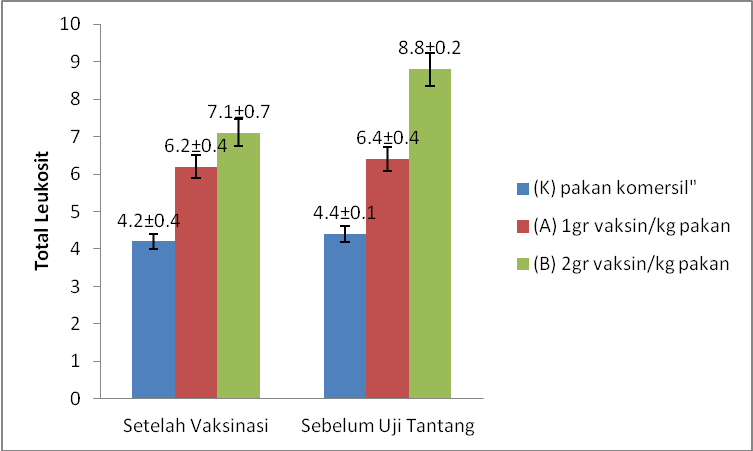 10
9
8
7
6
5
4
3
2
1
0
Total Leukosit
4.2±0.4
6.2±0.4
7.1±0.7
4.4±0.1
6.4±0.4
8.8±0.2
Setelah Vaksinasi
Sebelum Uji Tantang
(K) pakan komersil"
(A) 1gr vaksin/kg pakan
(B) 2gr vaksin/kg pakan